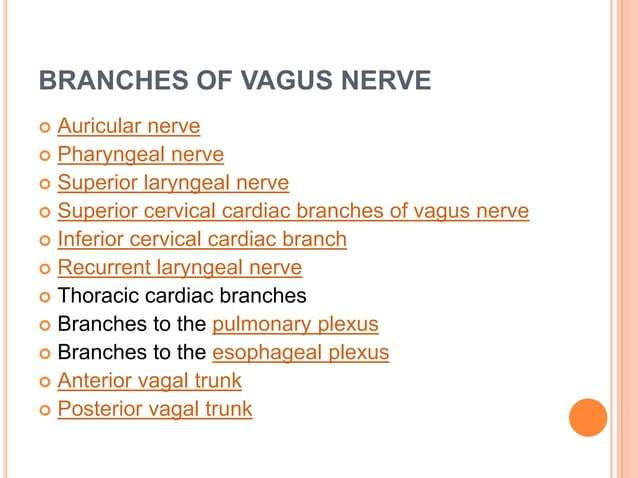 BRANCHES OF VAGUS NERVE
Auricular nerve
Pharyngeal nerve
Superior laryngeal nerve
Superior cervical cardiac branches of vagus nerve
Inferior cervical cardiac branch
Recurrent laryngeal nerve
Thoracic cardiac branches
Branches to the pulmonary plexus
Branches to the esophageal plexus
Anterior vagal trunk
Posterior vagal trunk